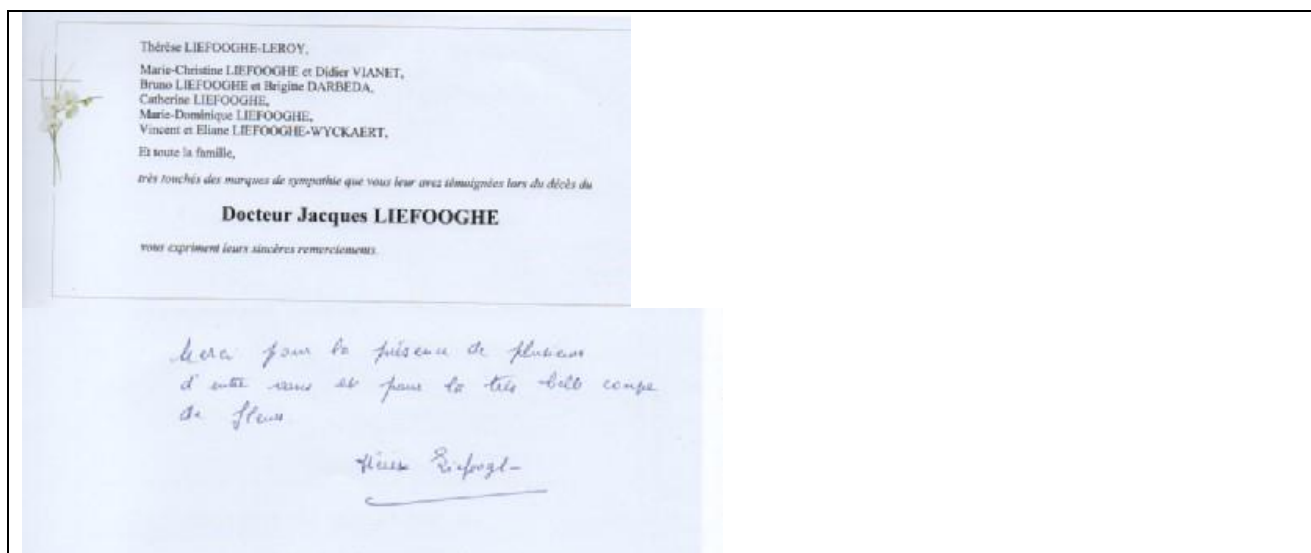 Thérèse LIEFOOGHE-LEROY,
Marie-Christine LIEFOOGHE et Didier VIANET,
Bruno LIEFOOGHE et Brigine DARBEDA,
Catherine LIEFOOGHE,
Marie-Dominique LIEFOOGHE,
Vincent et Eliane LIEFOOGHE-WYCKAERT,
Et toute la famille,
très touchés des marques de sympathie que vous leur avez témoignées lors du décès du
Docteur Jacques LIEFOOGHE
vous expriment leurs sincères remerciements.
Merci pour la présence de plusieurs
d'entre vous et pour la très belle coupe
de fleurs
Thérèse Liefooghe